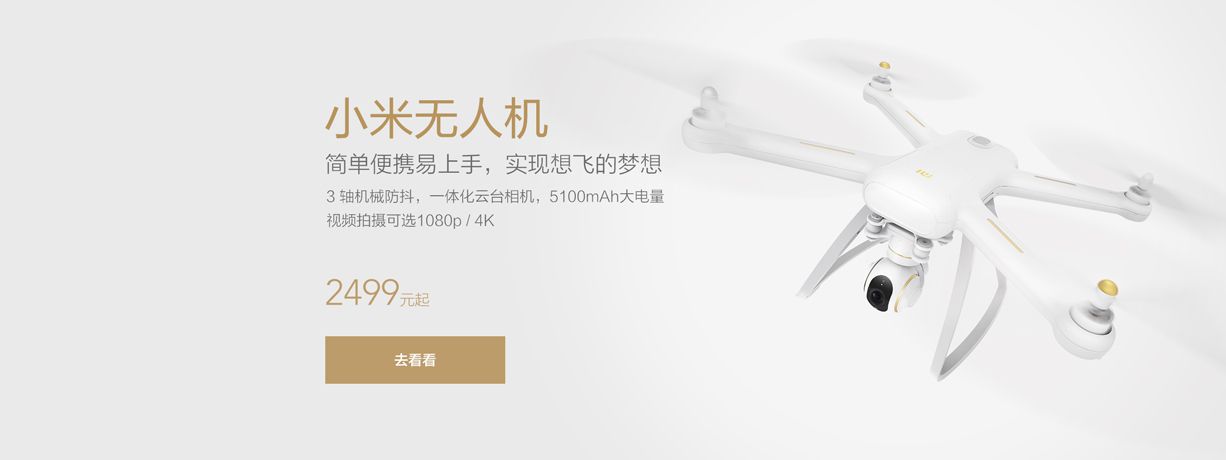 小米无人机
简单便携易上手，实现想飞的梦想
3 轴机械防抖，一体化云台相机，5100mAh大电量
视频拍摄可选1080p / 4K
2499元起
去看看